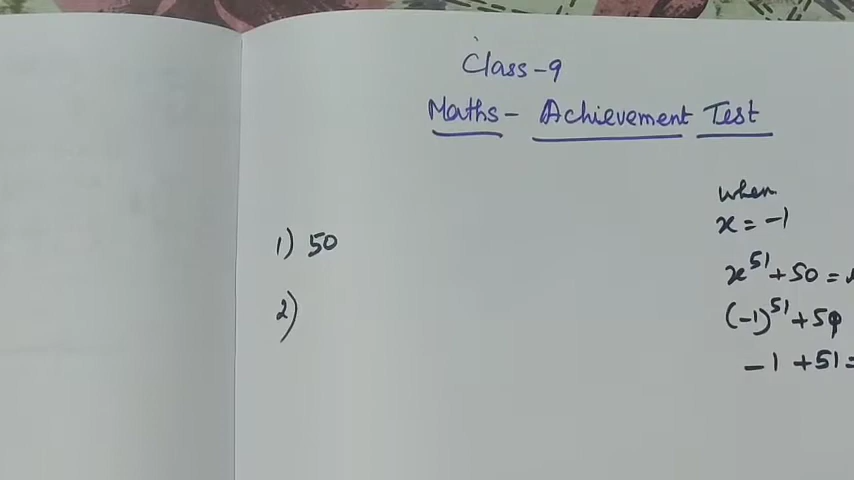 Class-9
Maths- Achievement Test
1) 50
2)
when
x = -1
x^51 + 50 =
(-1)^51 + 50
-1 + 51 =